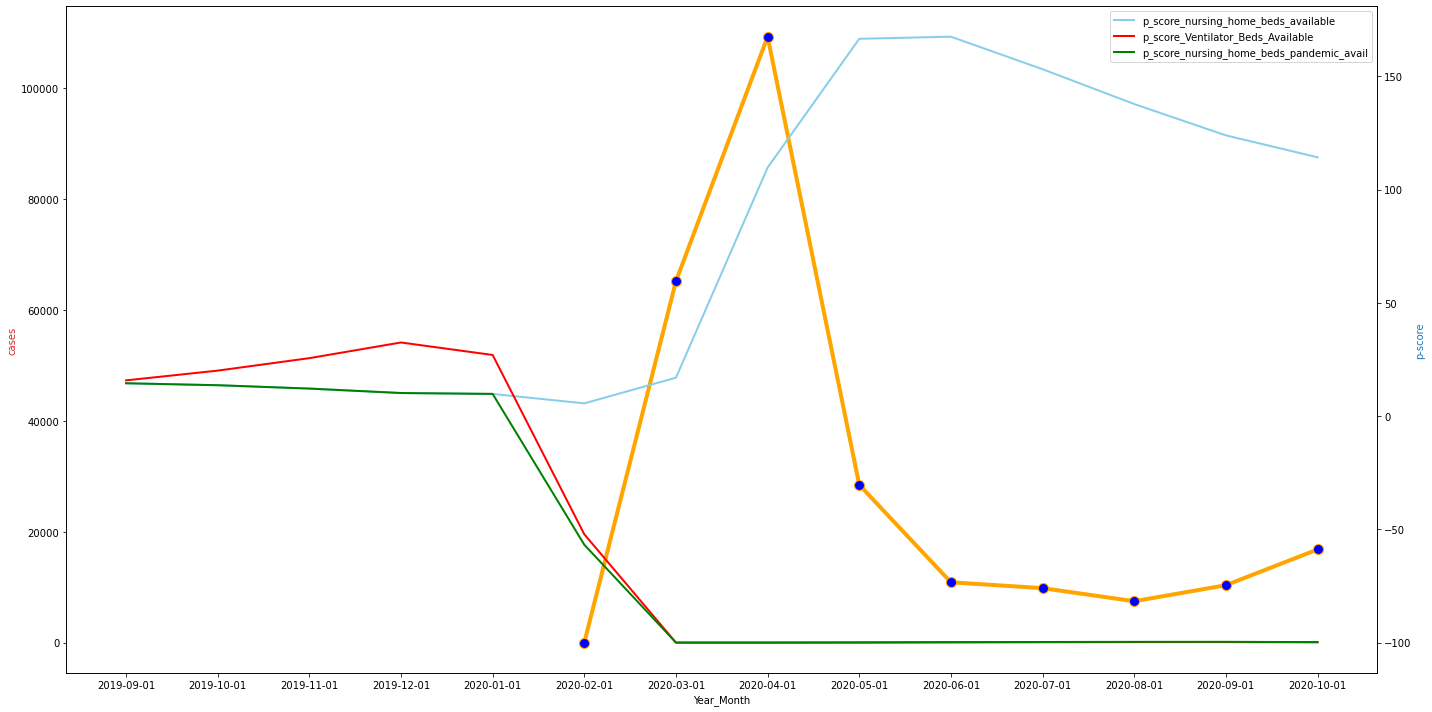 p_score_nursing_home_beds_available
p_score_Ventilator_Beds_Available
p_score_nursing_home_beds_pandemic_avail
100000
80000
60000
40000
20000
0
cases
150
100
50
0
−50
−100
p-score
2019-09-01 2019-10-01 2019-11-01 2019-12-01 2020-01-01 2020-02-01 2020-03-01 2020-04-01 2020-05-01 2020-06-01 2020-07-01 2020-08-01 2020-09-01 2020-10-01
Year_Month